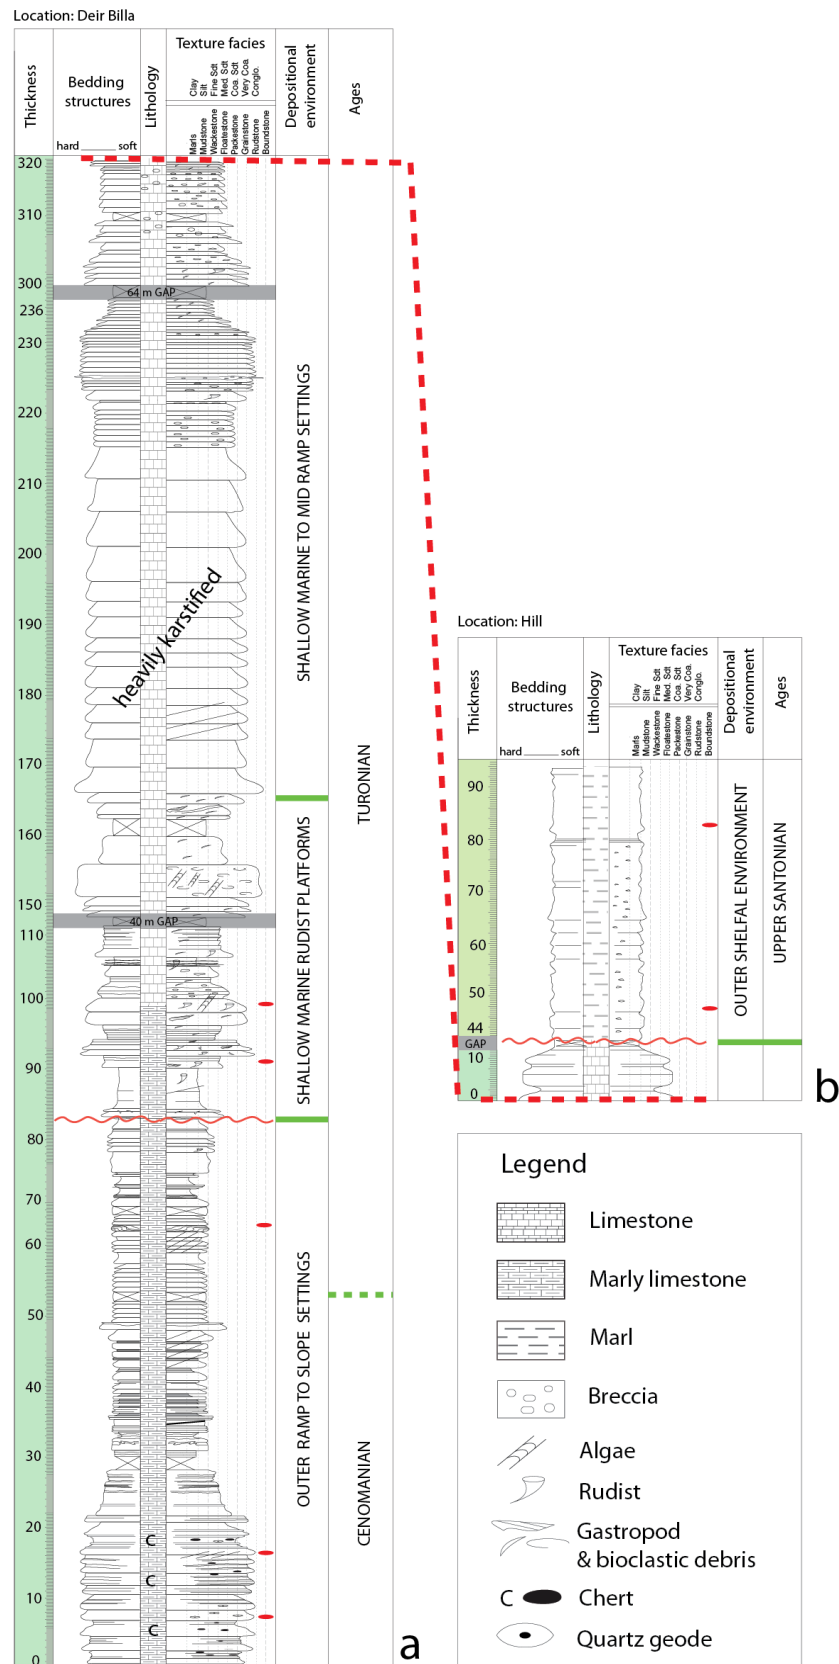 Location: Deir Billa
Thickness
Bedding
structures
hard soft
Lithology
Texture facies
Clay
Silt
Fine Sdt
Med. Sdt
Coa. Sdt
Very Coa.
Conglo.
Marls
Mudstone
Wackestone
Floatestone
Packestone
Grainstone
Rudstone
Boundstone
Depositional
environment
Ages
320
310
300
64 m GAP
236
230
220
210
200
190
180
170
160
150
40 m GAP
110
100
90
80
70
60
50
40
30
20
10
0
heavily karstified
C
C
C
SHALLOW MARINE TO MID RAMP SETTINGS
SHALLOW MARINE RUDIST PLATFORMS
OUTER RAMP TO SLOPE SETTINGS
TURONIAN
CENOMANIAN
a
Location: Hill
Thickness
Bedding
structures
hard soft
Lithology
Texture facies
Clay
Silt
Fine Sdt
Med. Sdt
Coa. Sdt
Very Coa.
Conglo.
Marls
Mudstone
Wackestone
Floatestone
Packestone
Grainstone
Rudstone
Boundstone
Depositional
environment
Ages
90
80
70
60
50
44
GAP
10
0
OUTER SHELFAL ENVIRONMENT
UPPER SANTONIAN
b
Legend
Limestone
Marly limestone
Marl
Breccia
Algae
Rudist
Gastropod
& bioclastic debris
C Chert
Quartz geode